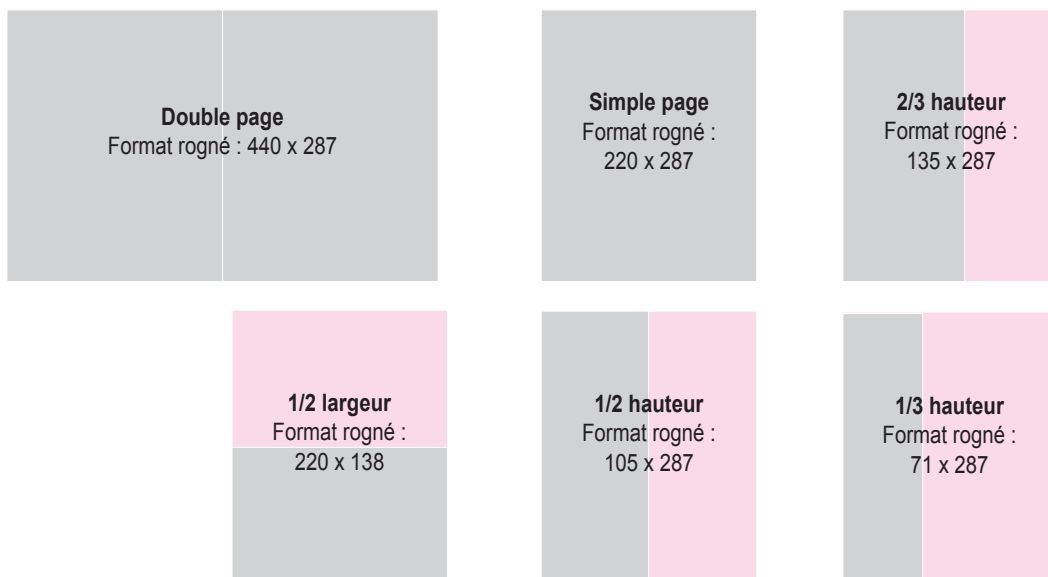 Double page
Format rogné : 440 x 287
Simple page
Format rogné :
220 x 287
2/3 hauteur
Format rogné :
135 x 287
1/2 largeur
Format rogné :
220 x 138
1/2 hauteur
Format rogné :
105 x 287
1/3 hauteur
Format rogné :
71 x 287